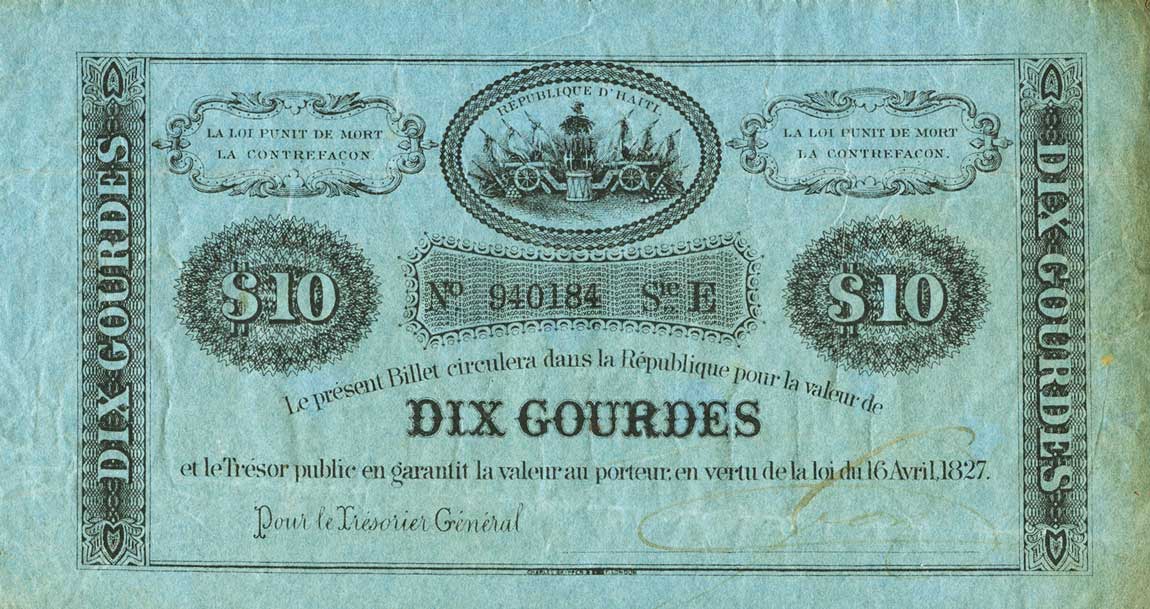 RÉPUBLIQUE D'HAITI
LA LOI PUNIT DE MORT
LA CONTREFACON.
LA LOI PUNIT DE MORT
LA CONTREFACON.
DIX GOURDES
DIX GOURDES
$10
No 940184 Sie E
$10
Le présent Billet circulera dans la République pour la valeur de
DIX GOURDES
et le Trésor public en garantit la valeur au porteur, en vertu de la loi du 16 Avril, 1827.
Pour le Trésorier Général
LONDON